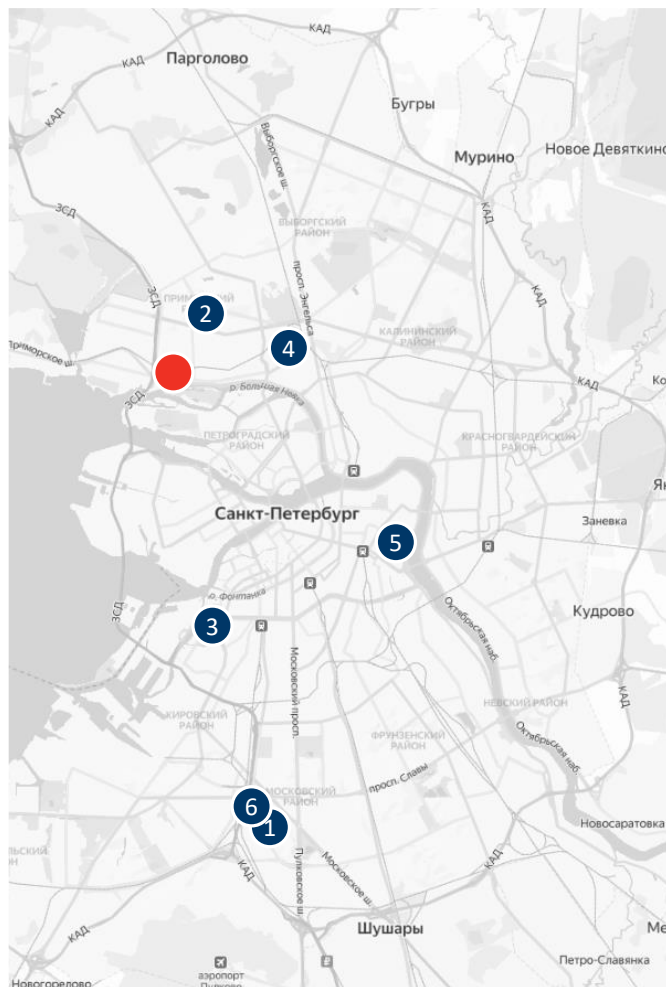 КАД
КАД
Парголово
КАД
Бугры
Мурино
Новое Девяткино
Выборгское ш.
ВЫБОРГСКИЙ
РАЙОН
КАД
ЗСД
просп. Энгельса
КАД
ЗСД
2
КАЛИНИНСКИЙ
РАЙОН
4
Приморское ш.
КАД
р. Большая Невка
ЗСД
ПЕТРОГРАДСКИЙ
РАЙОН
КРАСНОГВАРДЕЙСКИЙ
РАЙОН
Санкт-Петербург
Заневка
5
р. Фонтанка
ЗСД
Октябрьская наб.
Кудрово
3
Московский просп.
КАД
КИРОВСКИЙ
РАЙОН
НЕВСКИЙ РАЙОН
ФРУНЗЕНСКИЙ
РАЙОН
Октябрьская наб.
просп. Славы
МОСКОВСКИЙ
РАЙОН
6
1
Новосаратовка
КАД
Пулковское ш.
Московское ш.
КАД
Шушары
КАД
Петро-Славянка
аэропорт
Новогорелово